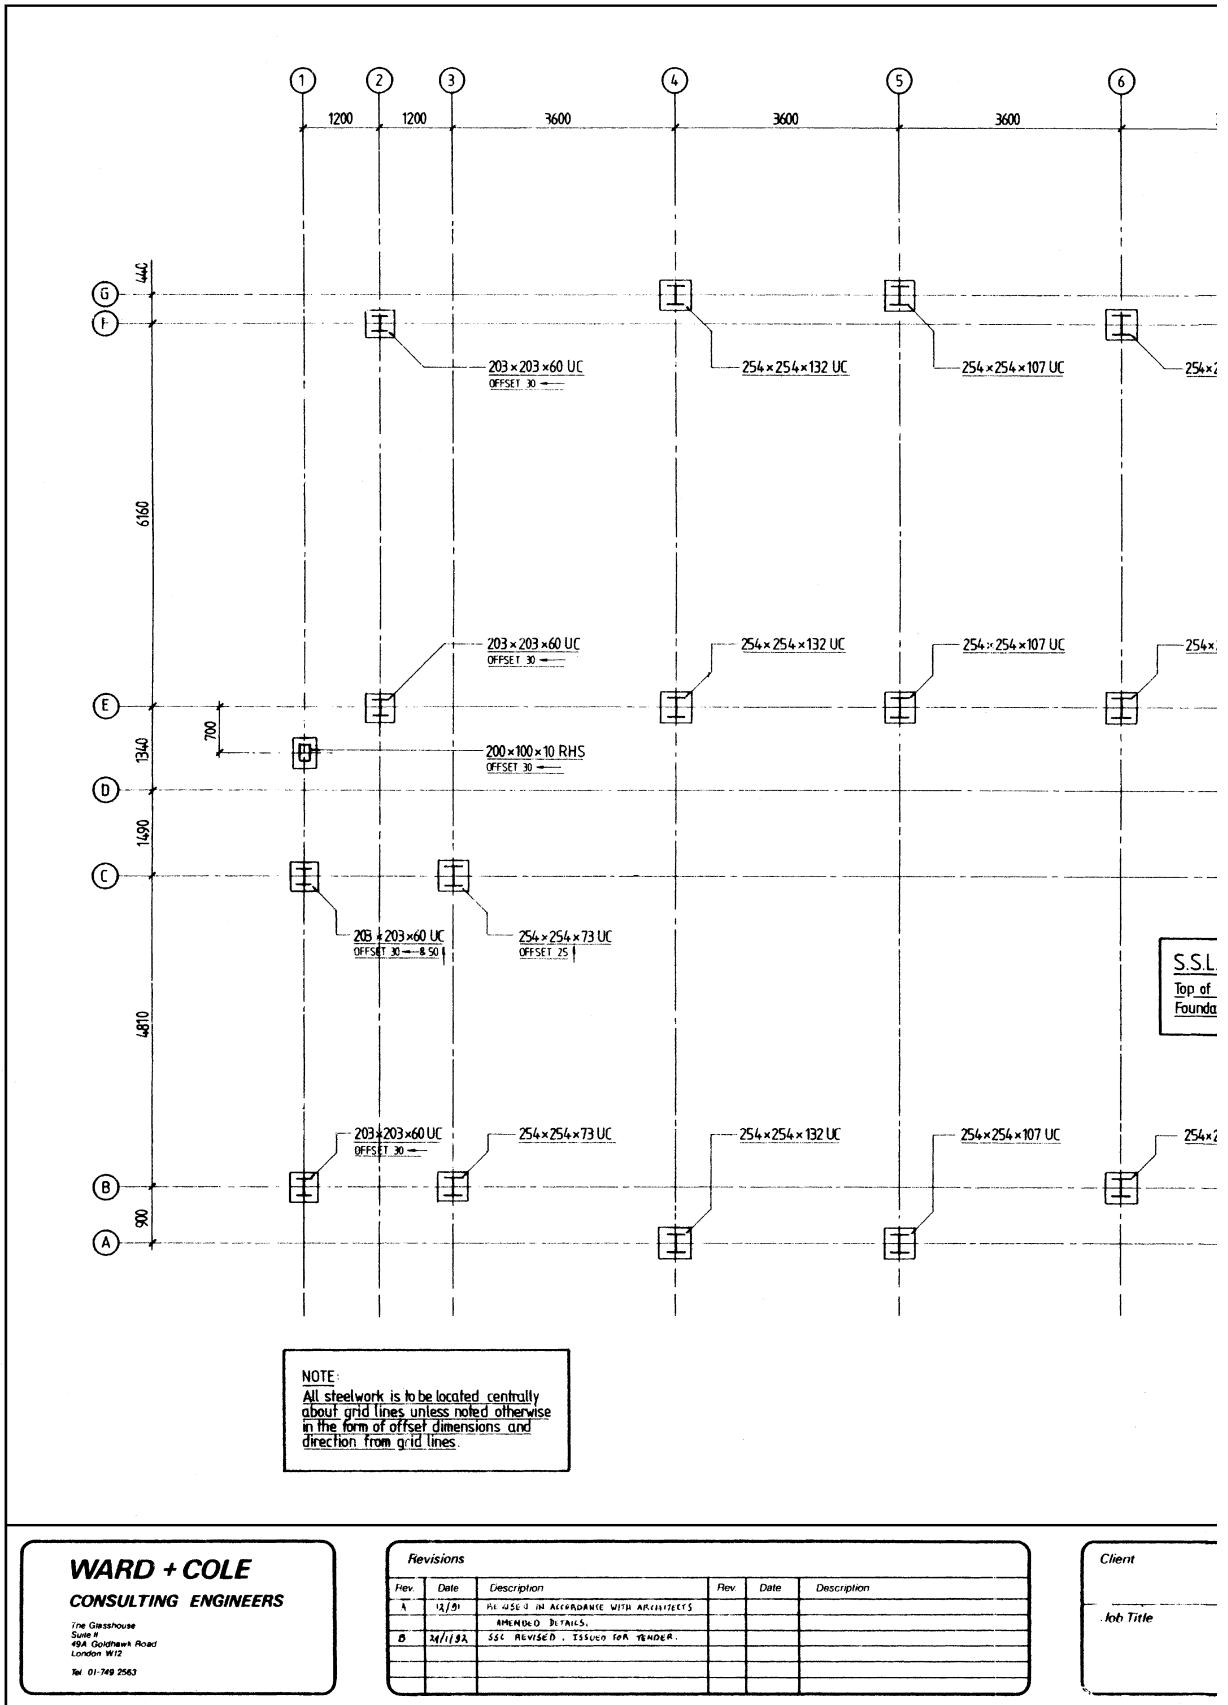 1 2 3 4 5 6
1200 1200 3600 3600 3600
440
G
F
203×203×60 UC
OFFSET 30
254×254×132 UC
254×254×107 UC
254×2
6160
203×203×60 UC
OFFSET 30
254×254×132 UC
254×254×107 UC
254×
E
700
1340
200×100×10 RHS
OFFSET 30
D
1490
C
203×203×60 UC
OFFSET 30 & 50
254×254×73 UC
OFFSET 25
S.S.L.
Top of
Founda
4810
203×203×60 UC
OFFSET 30
254×254×73 UC
254×254×132 UC
254×254×107 UC
254×2
B
900
A
NOTE:
All steelwork is to be located centrally
about grid lines unless noted otherwise
in the form of offset dimensions and
direction from grid lines.
WARD + COLE
CONSULTING ENGINEERS
The Glasshouse
Suite II
49A Goldhawk Road
London W12
Tel. 01-749 2563
Revisions
Rev. Date Description Rev. Date Description
A 12/91 REVISED IN ACCORDANCE WITH ARCHITECTS
AMENDED DETAILS.
B 24/1/92 SSL REVISED. ISSUED FOR TENDER.
Client
Job Title